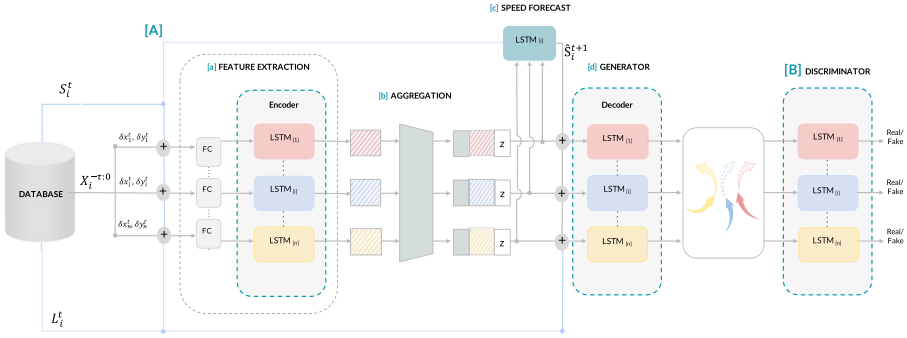 [c] SPEED FORECAST
[A]
LSTM [i]
Ŝ_i^{t+1}
[a] FEATURE EXTRACTION
[d] GENERATOR
[B] DISCRIMINATOR
S_i^t
[b] AGGREGATION
Encoder
Decoder
δx_1^t, δy_1^t
+
FC
LSTM [1]
z
+
LSTM [1]
LSTM [1]
Real/
Fake
DATABASE
X_i^{-τ:0}
δx_i^t, δy_i^t
+
FC
LSTM [i]
z
+
LSTM [i]
LSTM [i]
Real/
Fake
+
FC
LSTM [n]
z
+
LSTM [n]
LSTM [n]
Real/
Fake
L_i^t